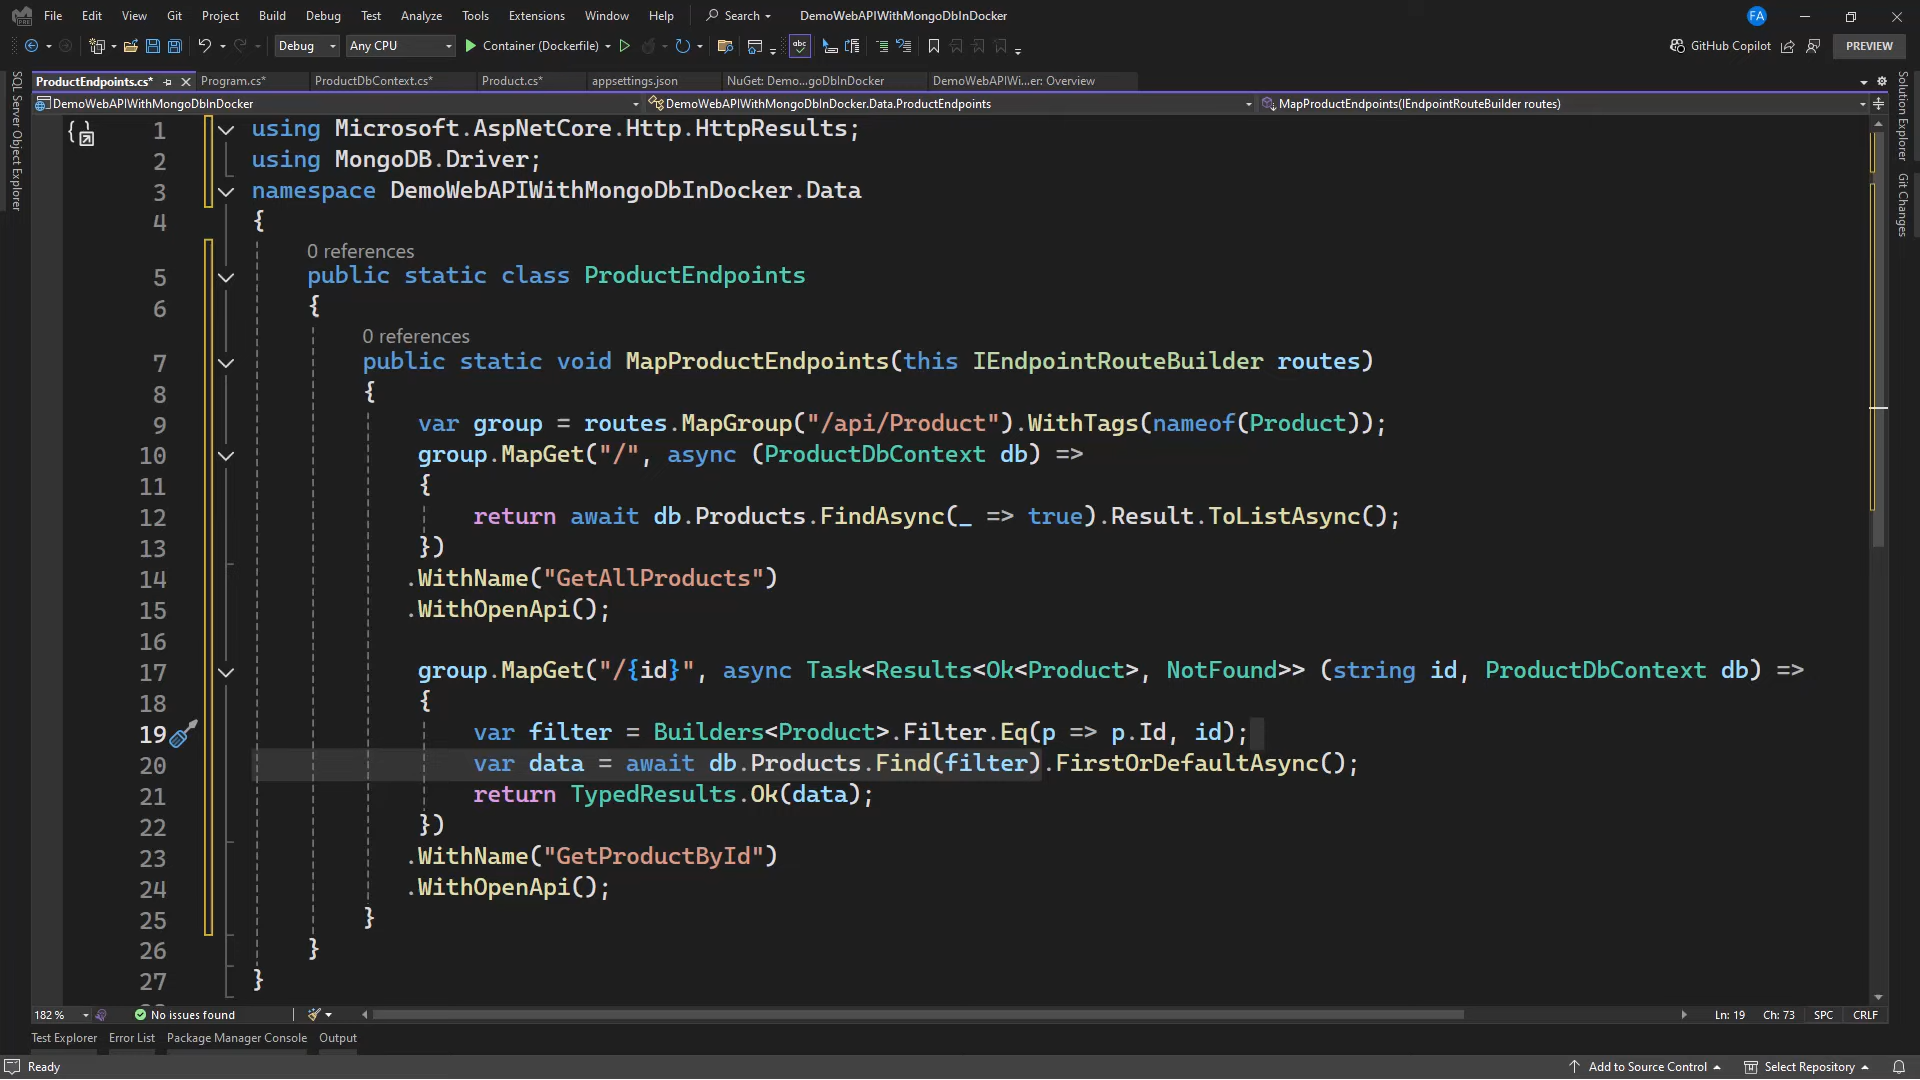 File Edit View Git Project Build Debug Test Analyze Tools Extensions Window Help Search DemoWebAPIWithMongoDbInDocker FA
Debug Any CPU Container (Dockerfile) abc GitHub Copilot PREVIEW
ProductEndpoints.cs* Program.cs* ProductDbContext.cs* Product.cs* appsettings.json NuGet: Demo...goDbInDocker DemoWebAPIWi...er: Overview
DemoWebAPIWithMongoDbInDocker DemoWebAPIWithMongoDbInDocker.Data.ProductEndpoints MapProductEndpoints(IEndpointRouteBuilder routes)
SQL Server Object Explorer
Solution Explorer
Git Changes
1 using Microsoft.AspNetCore.Http.HttpResults;
2 using MongoDB.Driver;
3 namespace DemoWebAPIWithMongoDbInDocker.Data
4 {
0 references
5 public static class ProductEndpoints
6 {
0 references
7 public static void MapProductEndpoints(this IEndpointRouteBuilder routes)
8 {
9 var group = routes.MapGroup("/api/Product").WithTags(nameof(Product));
10 group.MapGet("/", async (ProductDbContext db) =>
11 {
12 return await db.Products.FindAsync(_ => true).Result.ToListAsync();
13 })
14 .WithName("GetAllProducts")
15 .WithOpenApi();
16
17 group.MapGet("/{id}", async Task<Results<Ok<Product>, NotFound>> (string id, ProductDbContext db) =>
18 {
19 var filter = Builders<Product>.Filter.Eq(p => p.Id, id);
20 var data = await db.Products.Find(filter).FirstOrDefaultAsync();
21 return TypedResults.Ok(data);
22 })
23 .WithName("GetProductById")
24 .WithOpenApi();
25 }
26 }
27 }
182 % No issues found Ln: 19 Ch: 73 SPC CRLF
Test Explorer Error List Package Manager Console Output
Ready Add to Source Control Select Repository